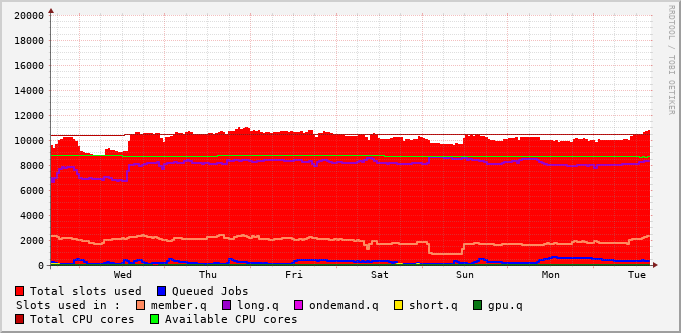 20000
18000
16000
14000
12000
10000
8000
6000
4000
2000
0
Wed Thu Fri Sat Sun Mon Tue
RRDTOOL / TOBI OETIKER
Total slots used Queued Jobs
Slots used in : member.q long.q ondemand.q short.q gpu.q
Total CPU cores Available CPU cores